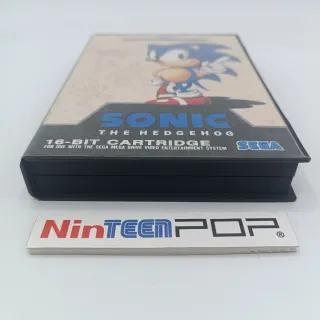 SONIC
THE HEDGEHOG
16-BIT CARTRIDGE
FOR USE WITH THE SEGA MEGA DRIVE VIDEO ENTERTAINMENT SYSTEM
SEGA
NinTEENPOP®